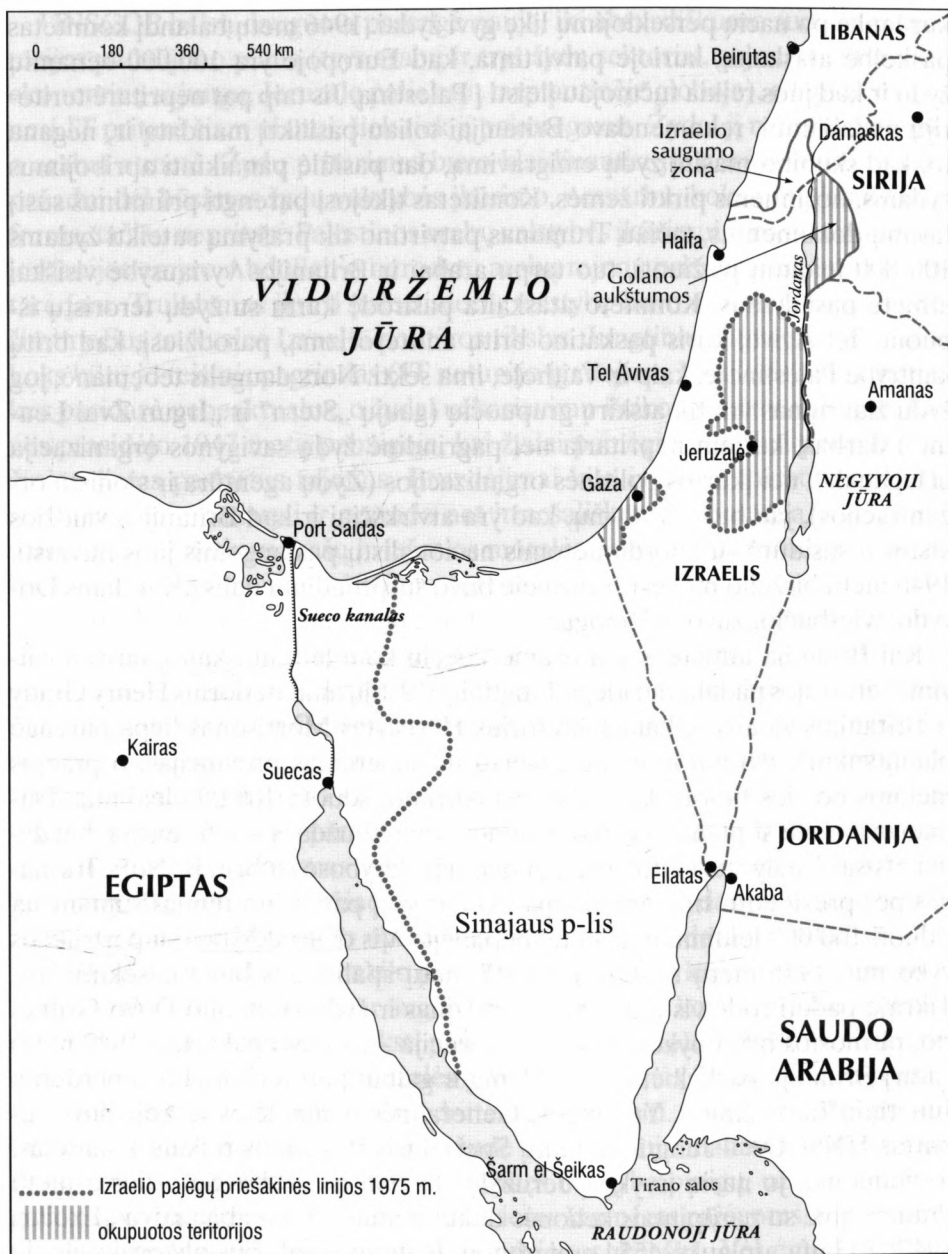 0 180 360 540 km
Beirutas
LIBANAS
Izraelio
saugumo
zona
Damaskas
SIRIJA
Haifa
Golano
aukštumos
Jordanas
VIDURŽEMIO
JŪRA
Tel Avivas
Amanas
Jeruzalė
Gaza
NEGYVOJI
JŪRA
Port Saidas
IZRAELIS
Sueco kanalas
Kairas
Suecas
JORDANIJA
Eilatas
Akaba
EGIPTAS
Sinajaus p-lis
SAUDO
ARABIJA
Šarm el Šeikas
Tirano salos
RAUDONOJI JŪRA
Izraelio pajėgų priešakinės linijos 1975 m.
okupuotos teritorijos